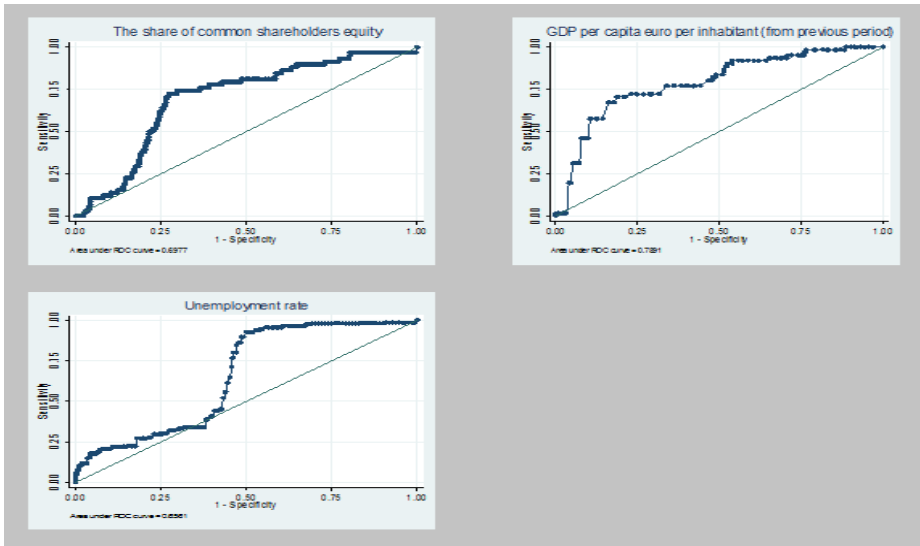 The share of common shareholders equity
1.00
0.75
0.50
0.25
0.00
Sensitivity
0.00 0.25 0.50 0.75 1.00
1 - Specificity
Area under ROC curve = 0.6977
GDP per capita euro per inhabitant (from previous period)
1.00
0.75
0.50
0.25
0.00
Sensitivity
0.00 0.25 0.50 0.75 1.00
1 - Specificity
Area under ROC curve = 0.7891
Unemployment rate
1.00
0.75
0.50
0.25
0.00
Sensitivity
0.00 0.25 0.50 0.75 1.00
1 - Specificity
Area under ROC curve =